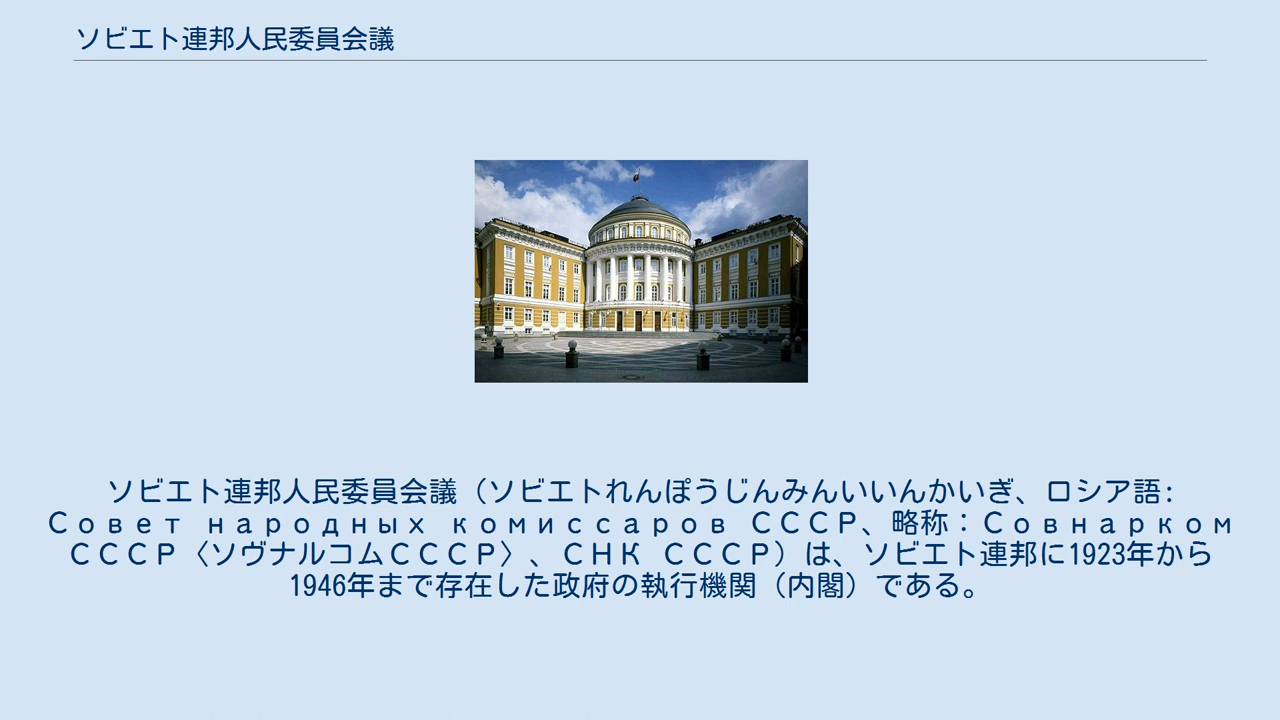 ソビエト連邦人民委員会議
ソビエト連邦人民委員会議（ソビエトれんぽうじんみんいいんかいぎ、ロシア語:
Совет народных комиссаров СССР、略称：Совнарком
СССР〈ソヴナルコムСССР〉、СНК СССР）は、ソビエト連邦に1923年から
1946年まで存在した政府の執行機関（内閣）である。